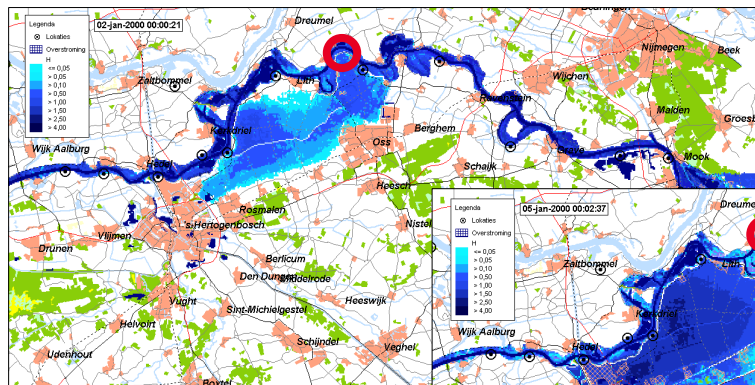 Legenda
Lokaties
Overstroming
H
<= 0,05
> 0,05
> 0,10
> 0,50
> 1,00
> 1,50
> 2,50
> 4,00
02-jan-2000 00:00:21
Dreumel
Nijmegen
Beek
Zaltbommel
Lith
Wijchen
Malden
Groesb
Kerkdriel
Berghem
Oss
Wijk Aalburg
Hedel
Grave
Mook
Schaijk
Heesch
Rosmalen
Nistel
's-Hertogenbosch
Vlijmen
Drunen
Berlicum
Den Dungen
Middelrode
Heeswijk
Vught
Sint-Michielgestel
Helvoirt
Schijndel
Veghel
Udenhout
Boxtel
Legenda
Lokaties
Overstroming
H
<= 0,05
> 0,05
> 0,10
> 0,50
> 1,00
> 1,50
> 2,50
> 4,00
05-jan-2000 00:02:37
Dreumel
Zaltbommel
Lith
Kerkdriel
Wijk Aalburg
Hedel